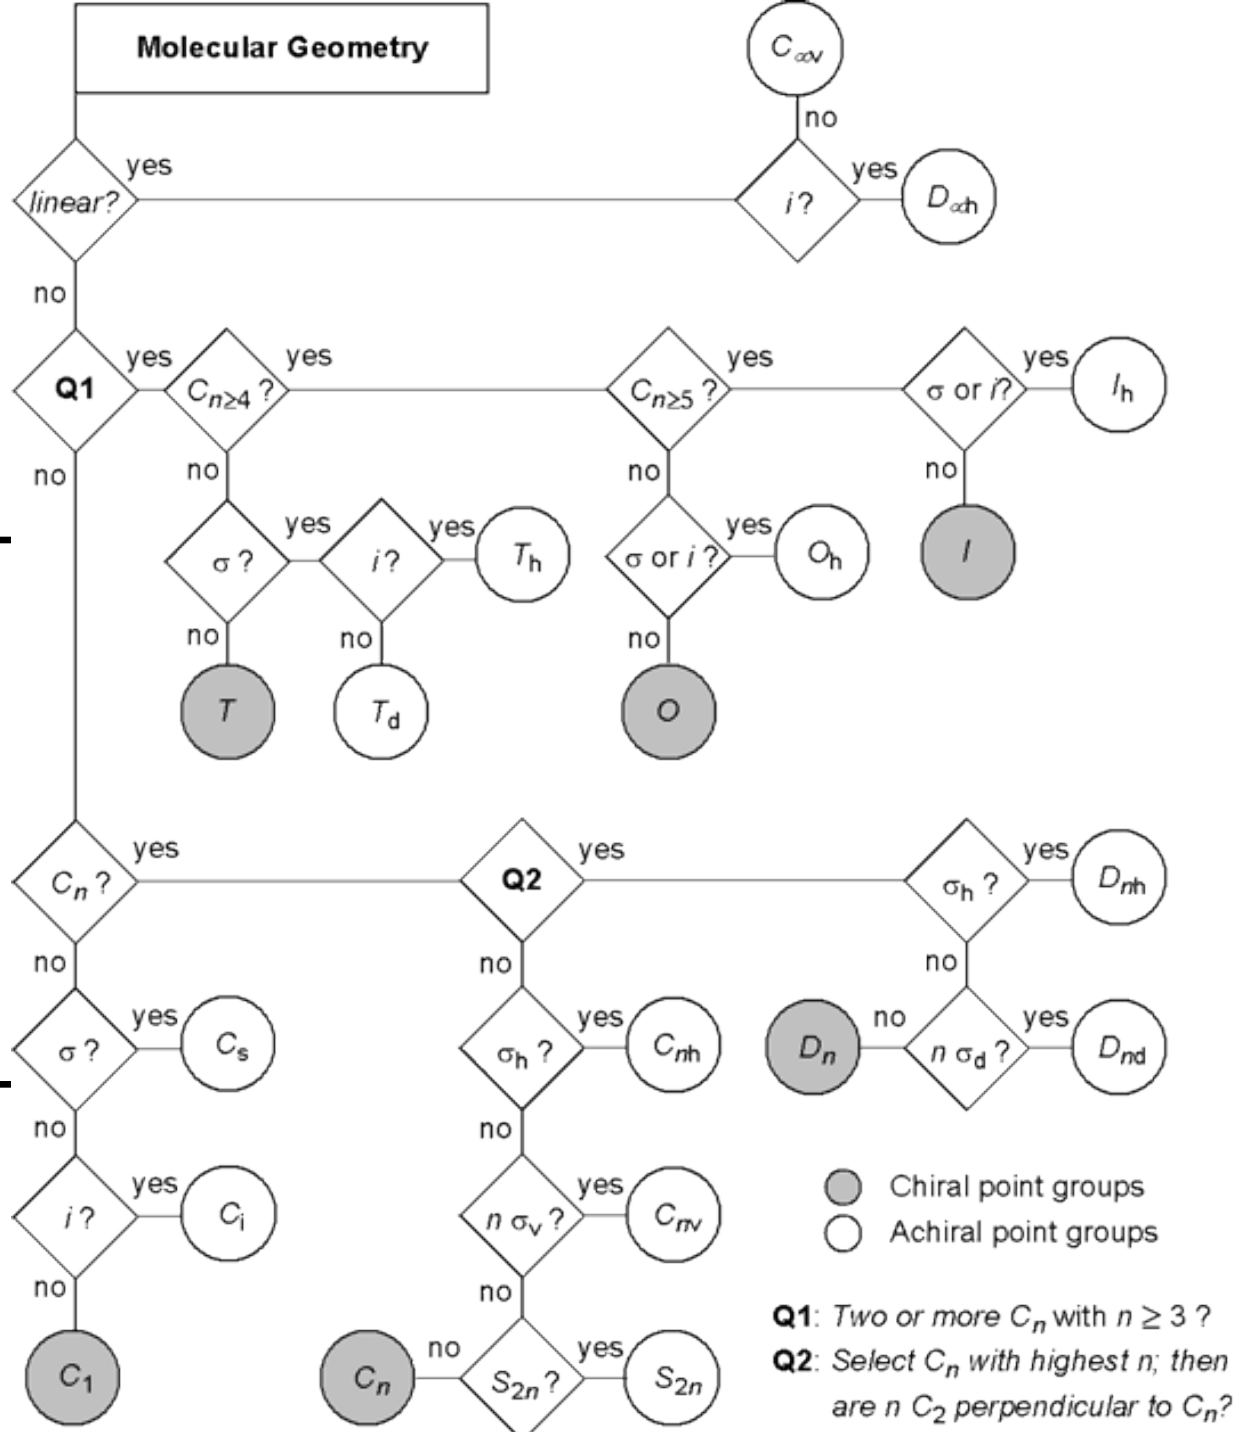 Molecular Geometry
C∞v
no
yes
linear?
i?
yes
D∞h
no
Q1
yes
Cn≥4 ?
yes
Cn≥5 ?
yes
σ or i?
yes
Ih
no
no
no
no
σ ?
yes
i?
yes
Th
σ or i ?
yes
Oh
I
no
no
no
T
Td
O
Cn ?
yes
Q2
yes
σh ?
yes
Dnh
no
no
no
σ ?
yes
Cs
σh ?
yes
Cnh
Dn
no
n σd ?
yes
Dnd
no
no
i ?
yes
Ci
n σv ?
yes
Cnv
Chiral point groups
Achiral point groups
no
no
C1
Cn
no
S2n ?
yes
S2n
Q1: Two or more Cn with n ≥ 3 ?
Q2: Select Cn with highest n; then
are n C2 perpendicular to Cn?